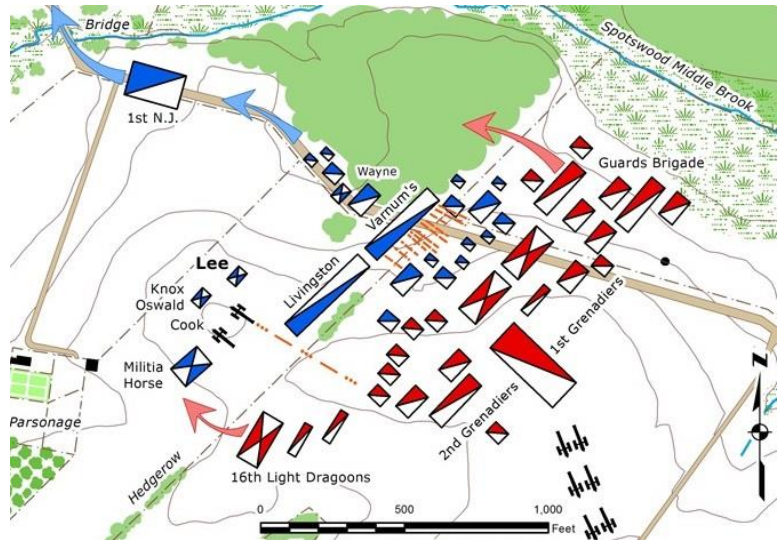 Bridge
Spotswood Middle Brook
1st N.J.
Wayne
Guards Brigade
Varnum's
Lee
Livingston
Knox
Oswald
Cook
1st Grenadiers
Militia
Horse
2nd Grenadiers
N
Parsonage
16th Light Dragoons
Hedgerow
0 500 1,000
Feet